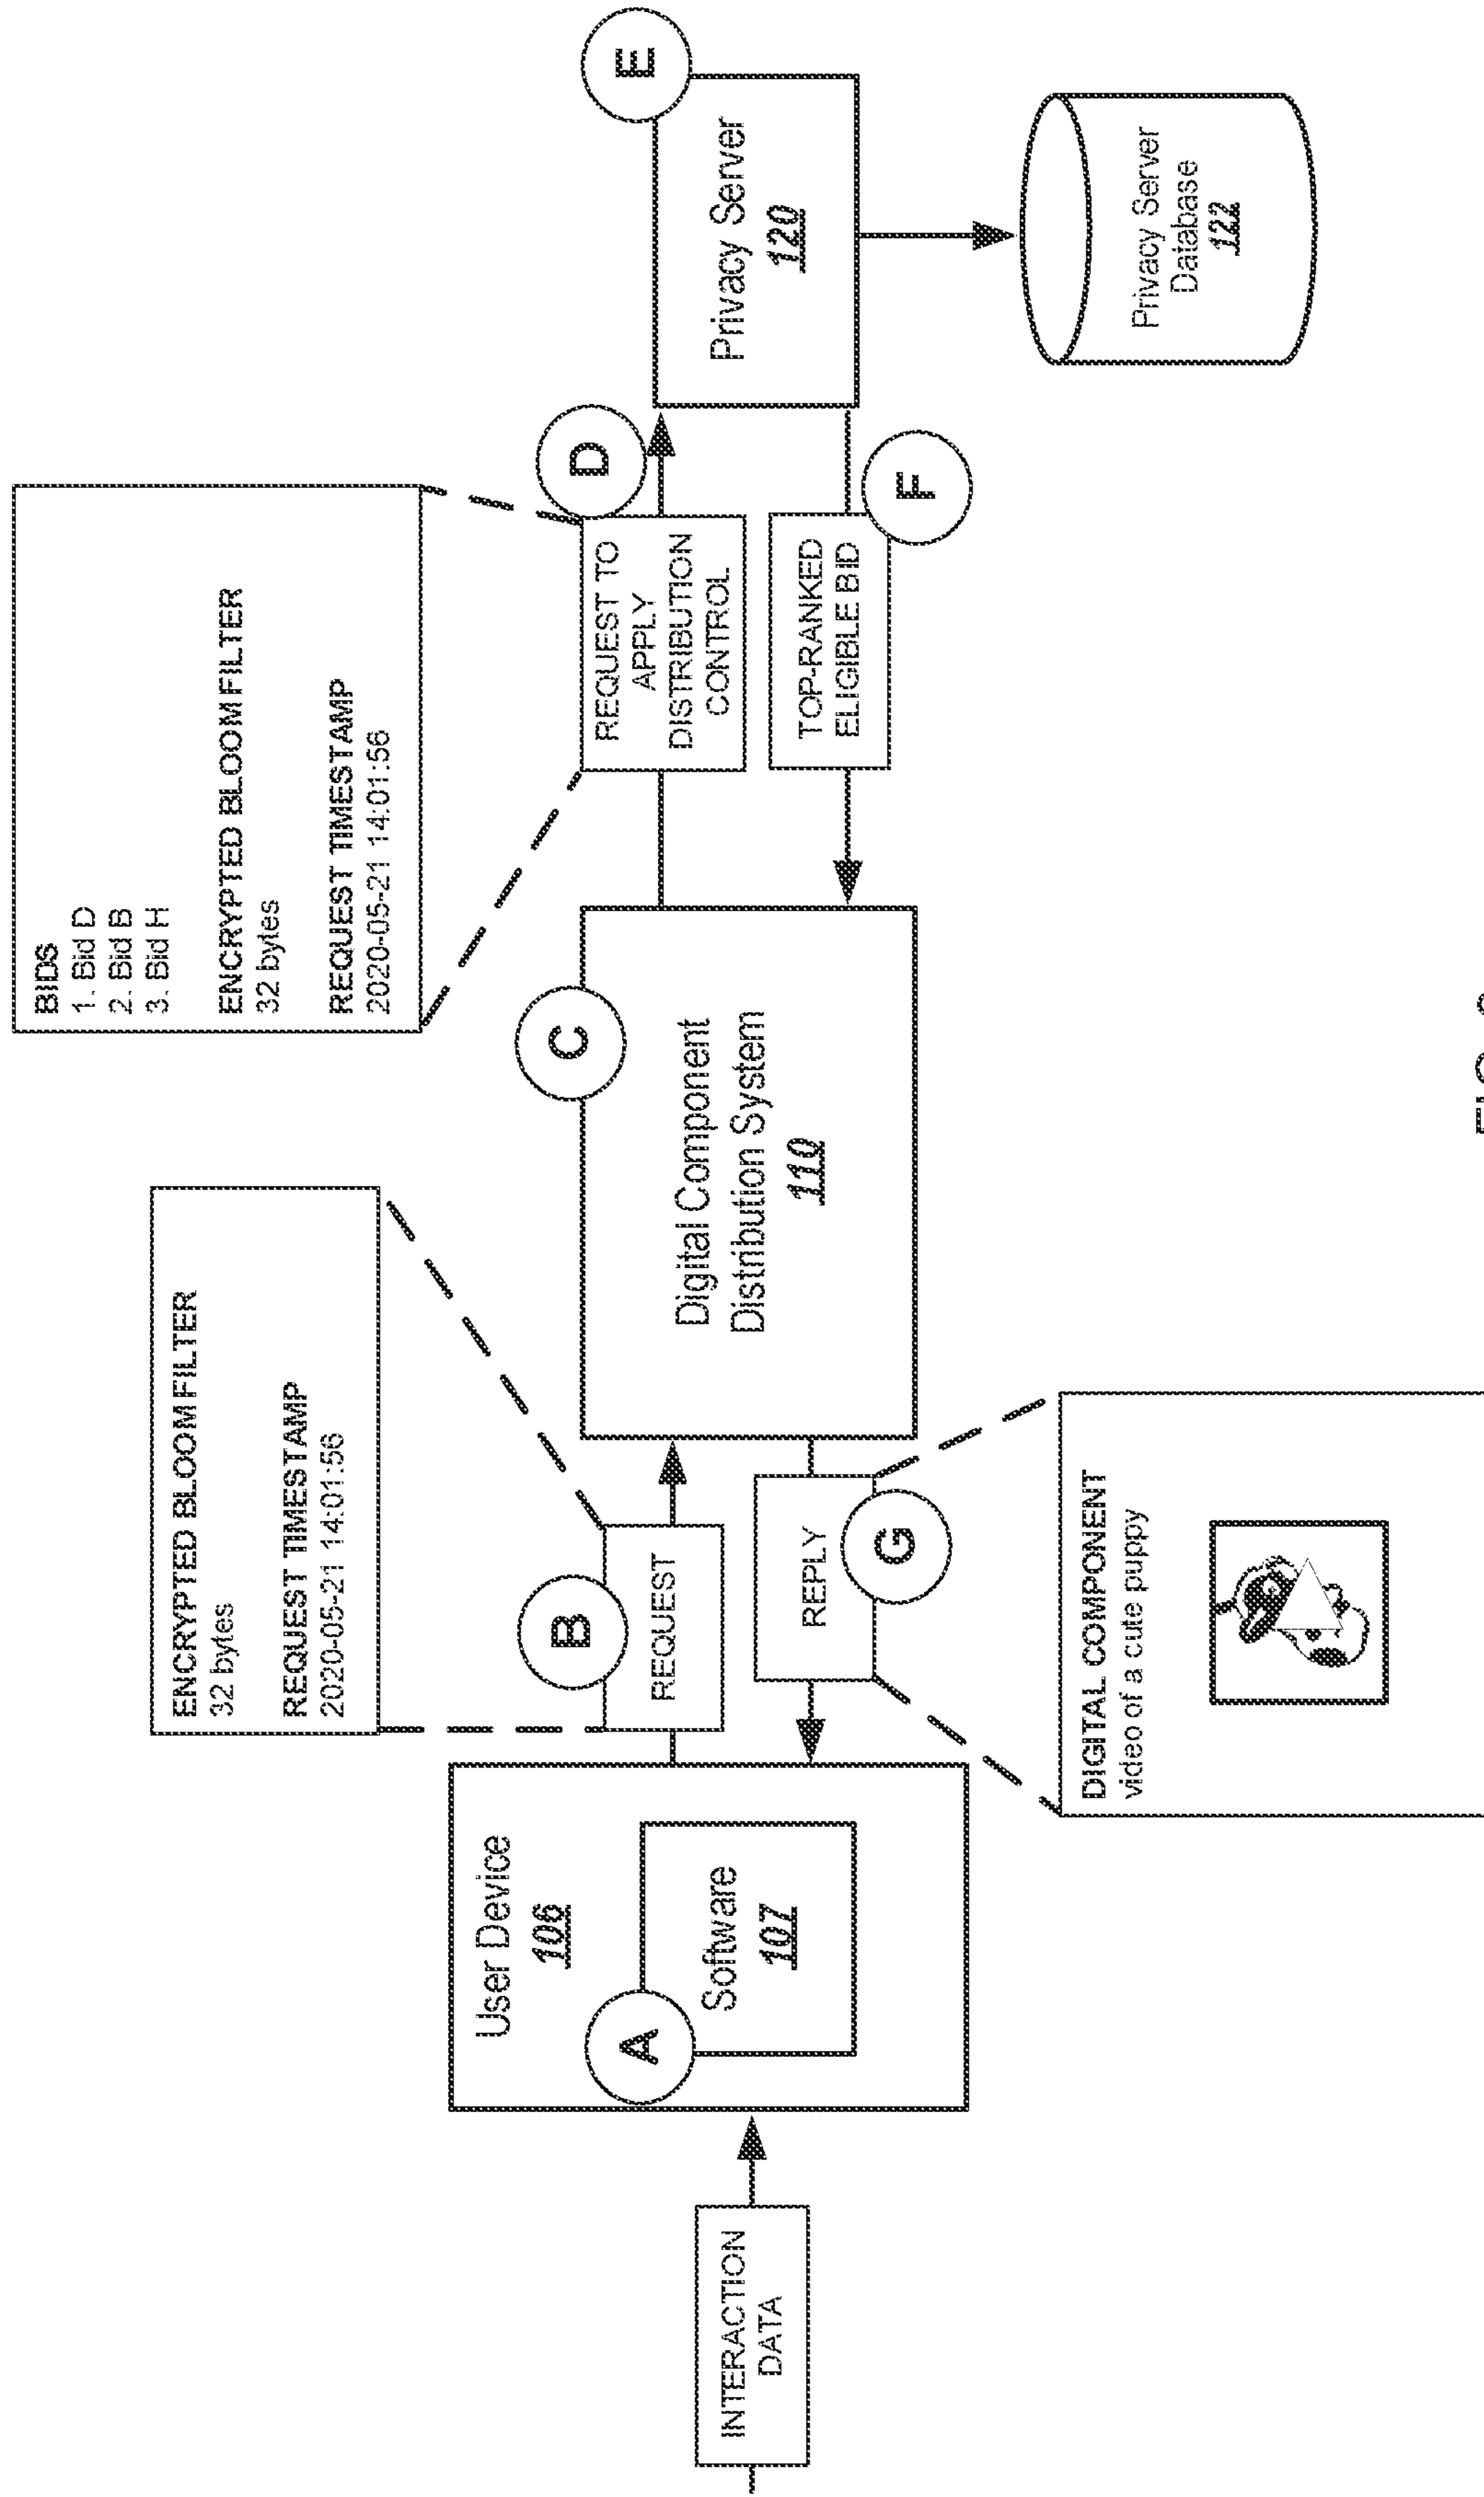 INTERACTION
DATA
User Device
106
A
Software
107
ENCRYPTED BLOOM FILTER
32 bytes
REQUEST TIMESTAMP
2020-05-21 14:01:56
B
REQUEST
REPLY
G
DIGITAL COMPONENT
video of a cute puppy
C
Digital Component
Distribution System
110
BIDS
1. Bid D
2. Bid B
3. Bid H
ENCRYPTED BLOOM FILTER
32 bytes
REQUEST TIMESTAMP
2020-05-21 14:01:56
D
REQUEST TO
APPLY
DISTRIBUTION
CONTROL
TOP-RANKED
ELIGIBLE BID
F
E
Privacy Server
120
Privacy Server
Database
122
FIG.